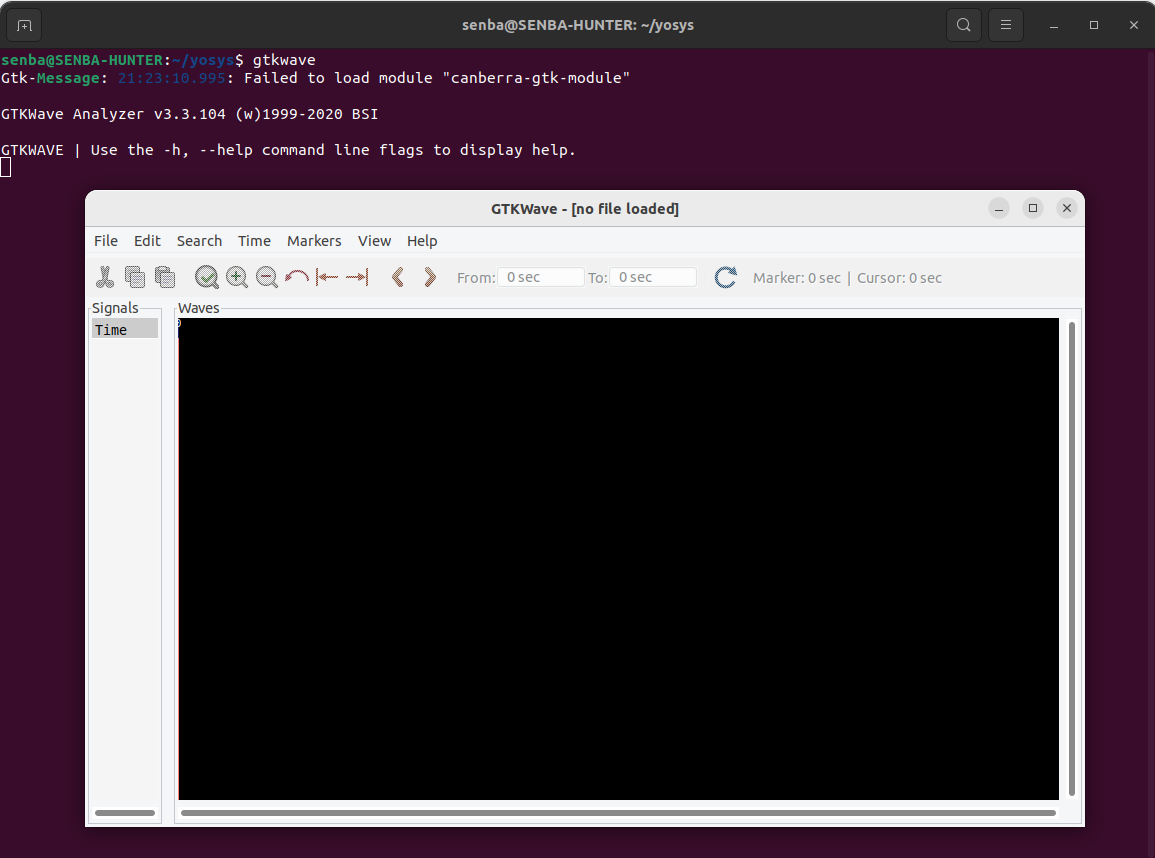 senba@SENBA-HUNTER: ~/yosys
senba@SENBA-HUNTER:~/yosys$ gtkwave
Gtk-Message: 21:23:10.995: Failed to load module "canberra-gtk-module"
GTKWave Analyzer v3.3.104 (w)1999-2020 BSI
GTKWAVE | Use the -h, --help command line flags to display help.
GTKWave - [no file loaded]
File Edit Search Time Markers View Help
From: 0 sec To: 0 sec Marker: 0 sec | Cursor: 0 sec
Signals Waves
Time 0